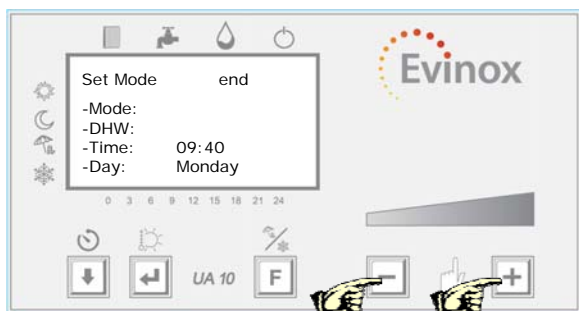 Evinox
Set Mode end
-Mode:
-DHW:
-Time: 09:40
-Day: Monday
0 3 6 9 12 15 18 21 24
UA 10 F - +